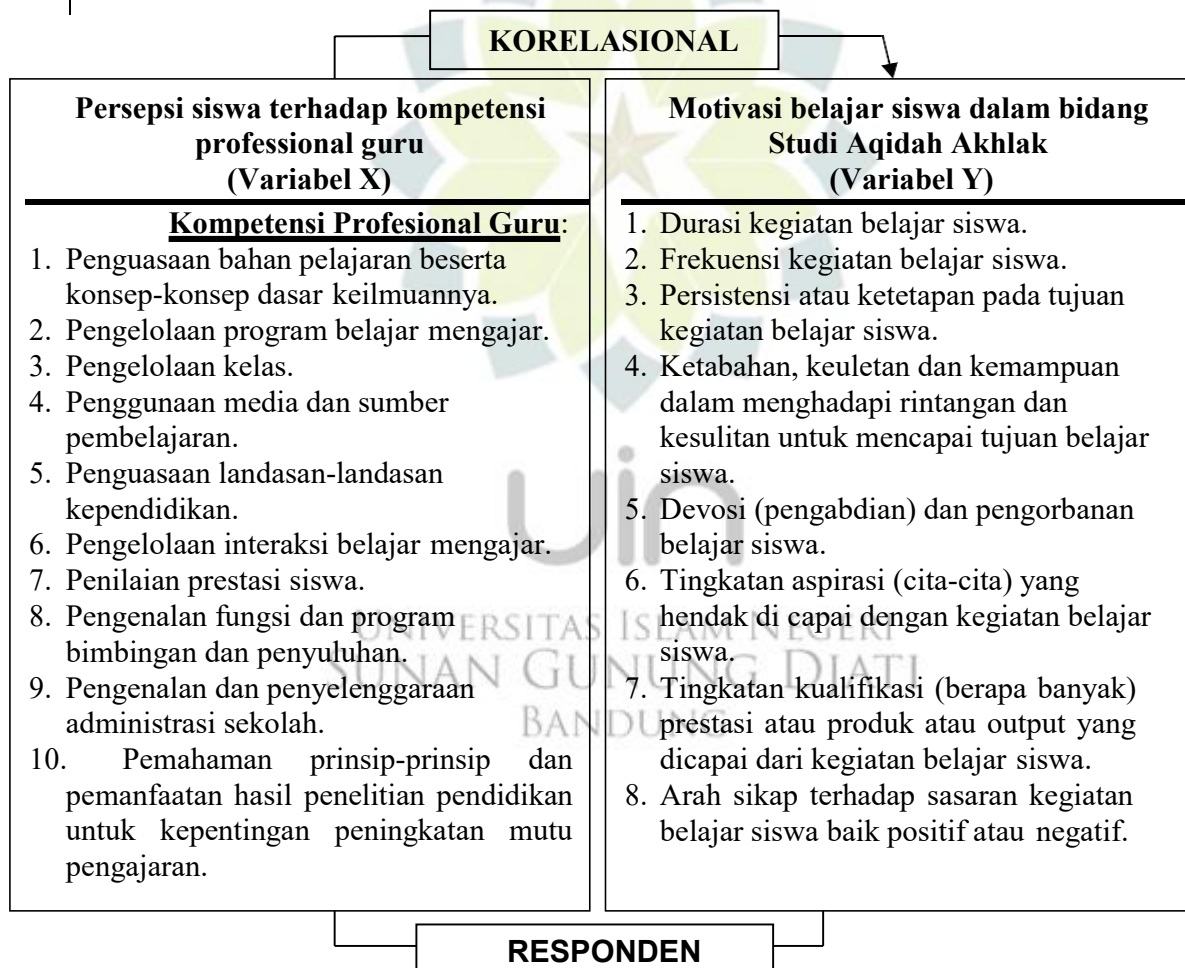 KORELASIONAL
Persepsi siswa terhadap kompetensi
professional guru
(Variabel X)
Kompetensi Profesional Guru:
1. Penguasaan bahan pelajaran beserta
konsep-konsep dasar keilmuannya.
2. Pengelolaan program belajar mengajar.
3. Pengelolaan kelas.
4. Penggunaan media dan sumber
pembelajaran.
5. Penguasaan landasan-landasan
kependidikan.
6. Pengelolaan interaksi belajar mengajar.
7. Penilaian prestasi siswa.
8. Pengenalan fungsi dan program
bimbingan dan penyuluhan.
9. Pengenalan dan penyelenggaraan
administrasi sekolah.
10. Pemahaman prinsip-prinsip dan
pemanfaatan hasil penelitian pendidikan
untuk kepentingan peningkatan mutu
pengajaran.
Motivasi belajar siswa dalam bidang
Studi Aqidah Akhlak
(Variabel Y)
1. Durasi kegiatan belajar siswa.
2. Frekuensi kegiatan belajar siswa.
3. Persistensi atau ketetapan pada tujuan
kegiatan belajar siswa.
4. Ketabahan, keuletan dan kemampuan
dalam menghadapi rintangan dan
kesulitan untuk mencapai tujuan belajar
siswa.
5. Devosi (pengabdian) dan pengorbanan
belajar siswa.
6. Tingkatan aspirasi (cita-cita) yang
hendak di capai dengan kegiatan belajar
siswa.
7. Tingkatan kualifikasi (berapa banyak)
prestasi atau produk atau output yang
dicapai dari kegiatan belajar siswa.
8. Arah sikap terhadap sasaran kegiatan
belajar siswa baik positif atau negatif.
RESPONDEN
uin
UNIVERSITAS ISLAM NEGERI
SUNAN GUNUNG DJATI
BANDUNG